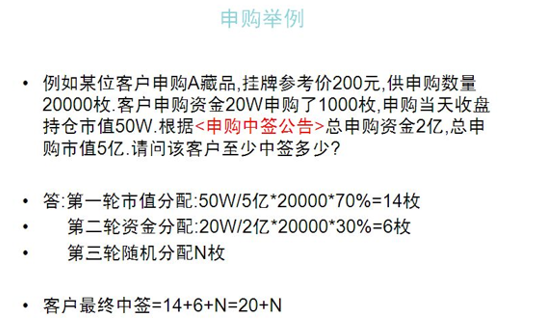 申购举例
• 例如某位客户申购A藏品,挂牌参考价200元,供申购数量
20000枚.客户申购资金20W申购了1000枚,申购当天收盘
持仓市值50W.根据<申购中签公告>总申购资金2亿,总申
购市值5亿.请问该客户至少中签多少?
• 答:第一轮市值分配:50W/5亿*20000*70%=14枚
• 第二轮资金分配:20W/2亿*20000*30%=6枚
• 第三轮随机分配N枚
• 客户最终中签=14+6+N=20+N